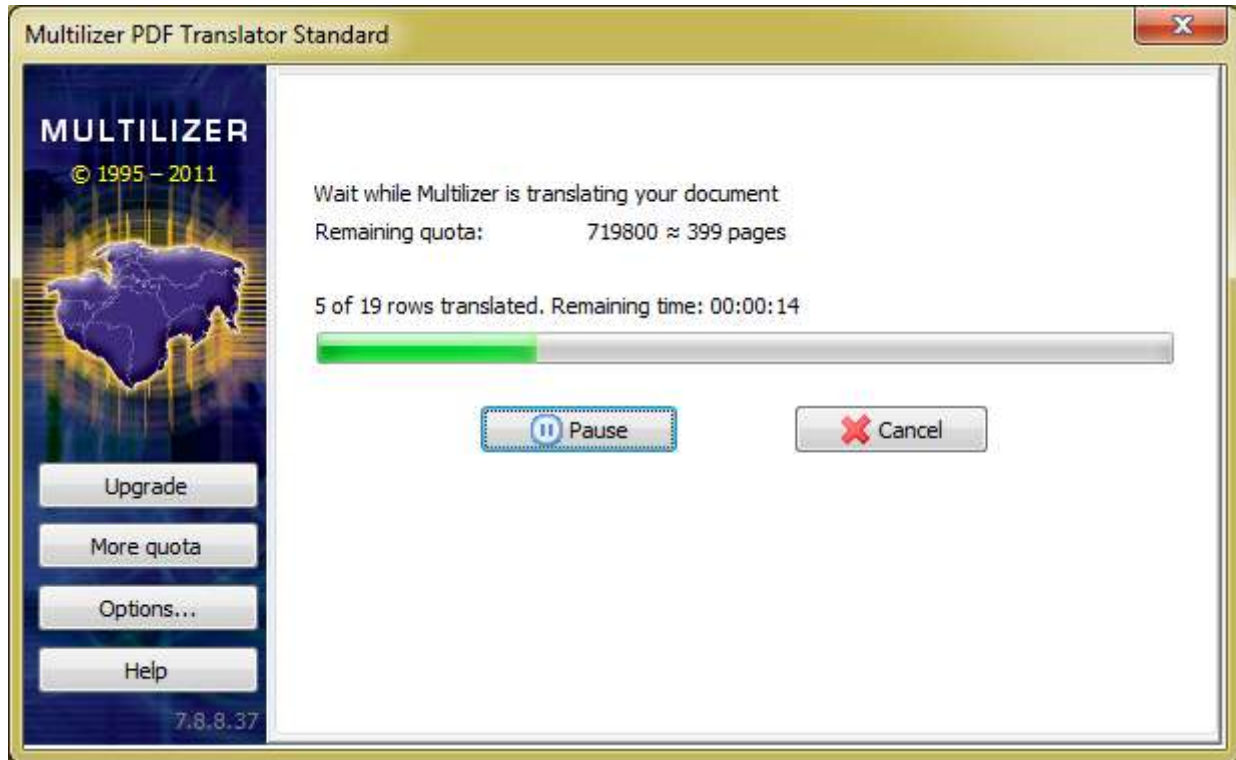 Multilizer PDF Translator Standard
MULTILIZER
© 1995 – 2011
Wait while Multilizer is translating your document
Remaining quota: 719800 ≈ 399 pages
5 of 19 rows translated. Remaining time: 00:00:14
Pause Cancel
Upgrade
More quota
Options...
Help
7.8.8.37